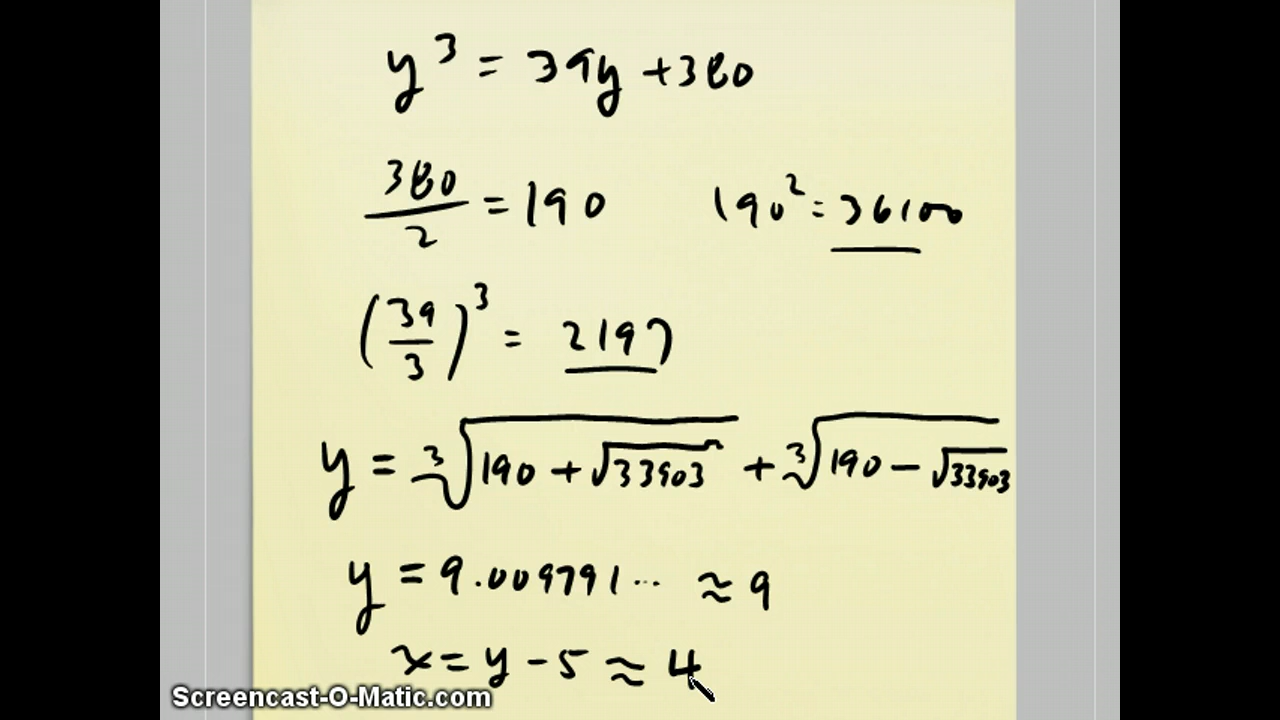 y³ = 39y + 380
380/2 = 190 190² = 36100
(39/3)³ = 2197
y = ∛(190 + √33903) + ∛(190 − √33903)
y = 9.009791... ≈ 9
x = y − 5 ≈ 4
Screencast-O-Matic.com